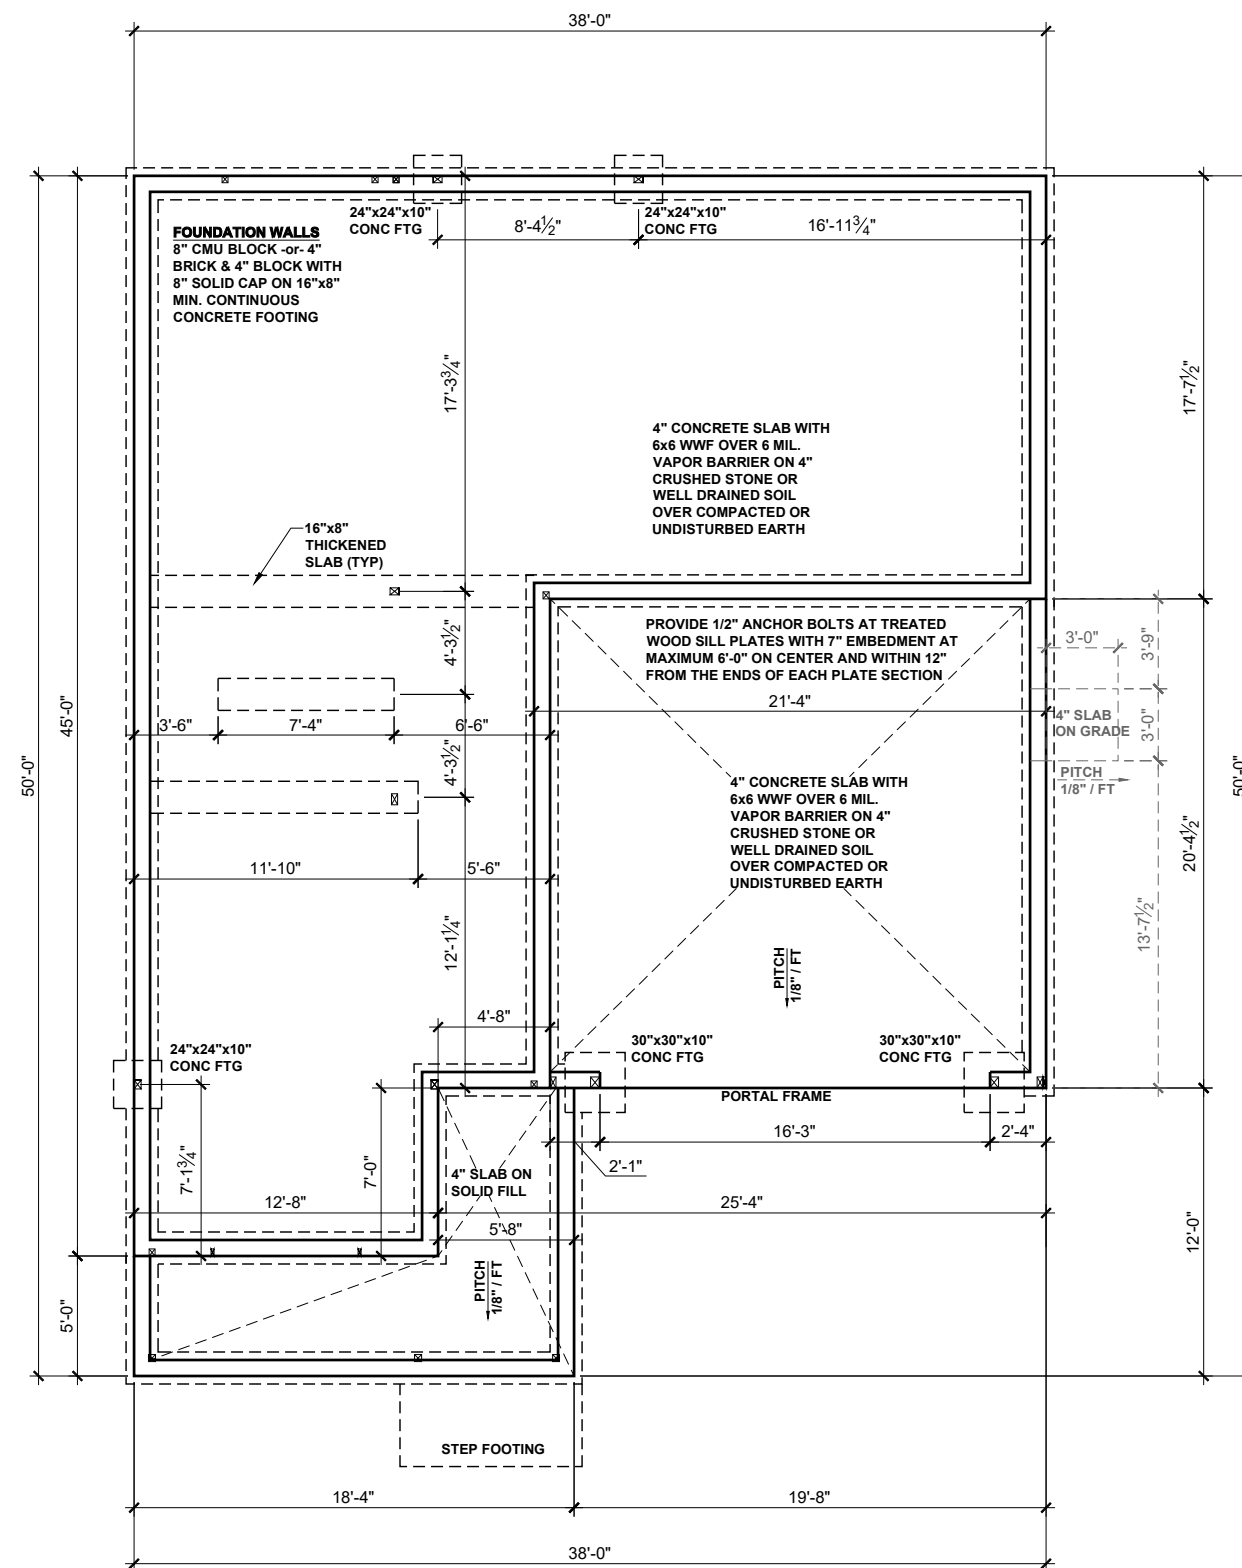 38'-0"
24"x24"x10"
CONC FTG
8'-4½"
24"x24"x10"
CONC FTG
16'-11¾"
FOUNDATION WALLS
8" CMU BLOCK -or- 4"
BRICK & 4" BLOCK WITH
8" SOLID CAP ON 16"x8"
MIN. CONTINUOUS
CONCRETE FOOTING
17'-3¾"
17'-7½"
4" CONCRETE SLAB WITH
6x6 WWF OVER 6 MIL.
VAPOR BARRIER ON 4"
CRUSHED STONE OR
WELL DRAINED SOIL
OVER COMPACTED OR
UNDISTURBED EARTH
16"x8"
THICKENED
SLAB (TYP)
PROVIDE 1/2" ANCHOR BOLTS AT TREATED
WOOD SILL PLATES WITH 7" EMBEDMENT AT
MAXIMUM 6'-0" ON CENTER AND WITHIN 12"
FROM THE ENDS OF EACH PLATE SECTION
4'-3½"
3'-0"
3'-9"
21'-4"
45'-0"
3'-6"
7'-4"
6'-6"
4" SLAB
ON GRADE
3'-0"
50'-0"
4'-3½"
PITCH
1/8" / FT
50'-0"
4" CONCRETE SLAB WITH
6x6 WWF OVER 6 MIL.
VAPOR BARRIER ON 4"
CRUSHED STONE OR
WELL DRAINED SOIL
OVER COMPACTED OR
UNDISTURBED EARTH
20'-4½"
11'-10"
5'-6"
12'-1¼"
13'-7½"
PITCH
1/8" / FT
4'-8"
24"x24"x10"
CONC FTG
30"x30"x10"
CONC FTG
30"x30"x10"
CONC FTG
PORTAL FRAME
16'-3"
2'-4"
7'-1¾"
7'-0"
2'-1"
4" SLAB ON
SOLID FILL
12'-8"
25'-4"
5'-8"
12'-0"
PITCH
1/8" / FT
5'-0"
STEP FOOTING
18'-4"
19'-8"
38'-0"